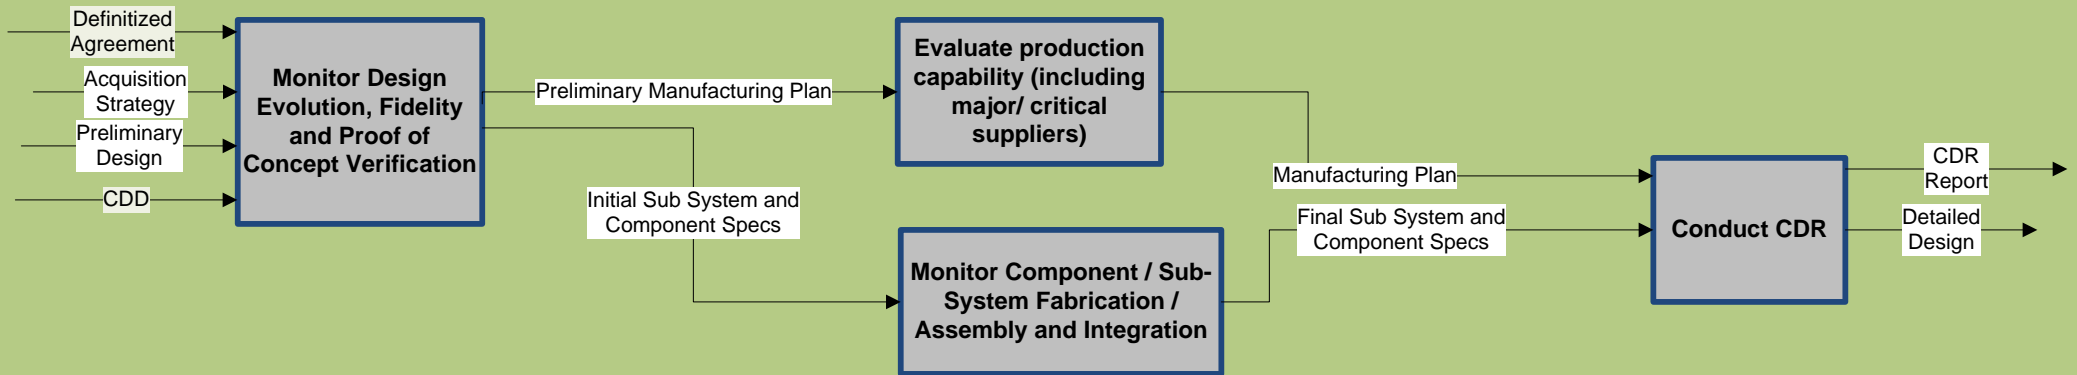 Definitized
Agreement
Acquisition
Strategy
Preliminary
Design
CDD
Monitor Design
Evolution, Fidelity
and Proof of
Concept Verification
Preliminary Manufacturing Plan
Initial Sub System and
Component Specs
Evaluate production
capability (including
major/ critical
suppliers)
Monitor Component / Sub-
System Fabrication /
Assembly and Integration
Manufacturing Plan
Final Sub System and
Component Specs
Conduct CDR
CDR
Report
Detailed
Design